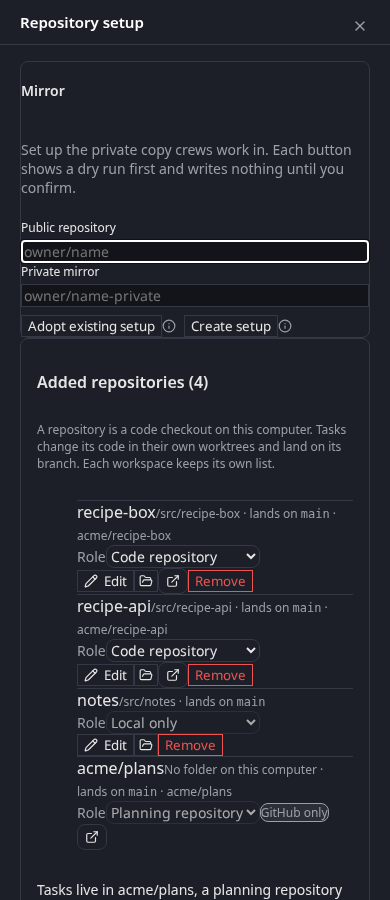 Repository setup
Mirror
Set up the private copy crews work in. Each button
shows a dry run first and writes nothing until you
confirm.
Public repository
owner/name
Private mirror
owner/name-private
Adopt existing setup Create setup
Added repositories (4)
A repository is a code checkout on this computer. Tasks
change its code in their own worktrees and land on its
branch. Each workspace keeps its own list.
recipe-box/src/recipe-box · lands on main ·
acme/recipe-box
Role Code repository
Edit Remove
recipe-api/src/recipe-api · lands on main ·
acme/recipe-api
Role Code repository
Edit Remove
notes/src/notes · lands on main
Role Local only
Edit Remove
acme/plans No folder on this computer ·
lands on main · acme/plans
Role Planning repository GitHub only
Tasks live in acme/plans, a planning repository